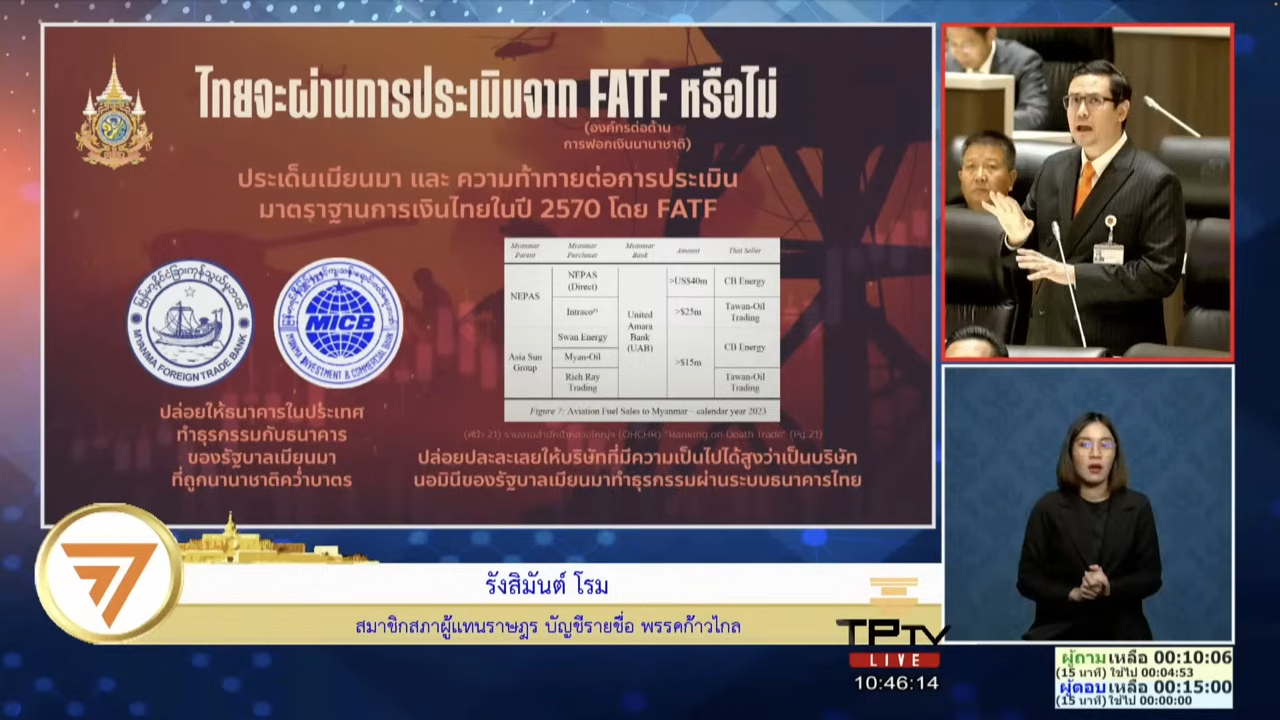 ไทยจะผ่านการประเมินจาก FATF หรือไม่
(องค์กรต่อต้าน
การฟอกเงินนานาชาติ)
ประเด็นเมียนมา และ ความท้าทายต่อการประเมิน
มาตราฐานการเงินไทยในปี 2570 โดย FATF
MYANMA FOREIGN TRADE BANK
MICB
MYANMA INVESTMENT & COMMERCIAL BANK
ปล่อยให้ธนาคารในประเทศ
ทำธุรกรรมกับธนาคาร
ของรัฐบาลเมียนมา
ที่ถูกนานาชาติคว่ำบาตร
Myanmar Parent Myanmar Purchaser Myanmar Bank Amount Thai Seller
NEPAS NEPAS (Direct) United Amara Bank (UAB) >US$40m CB Energy
Intraco >$25m Tawan-Oil Trading
Asia Sun Group Swan Energy >$15m CB Energy
Myan-Oil
Rich Ray Trading Tawan-Oil Trading
Figure 7: Aviation Fuel Sales to Myanmar – calendar year 2023
(OHCHR) "Banking on Death Trade" (Pg.21)
ปล่อยปละละเลยให้บริษัทที่มีความเป็นไปได้สูงว่าเป็นบริษัท
นอมินีของรัฐบาลเมียนมาทำธุรกรรมผ่านระบบธนาคารไทย
รังสิมันต์ โรม
สมาชิกสภาผู้แทนราษฎร บัญชีรายชื่อ พรรคก้าวไกล
TPTV
LIVE
10:46:14
ผู้ถามเหลือ 00:10:06
(15 นาที) ใช้ไป 00:04:53
ผู้ตอบเหลือ 00:15:00
(15 นาที) ใช้ไป 00:00:00